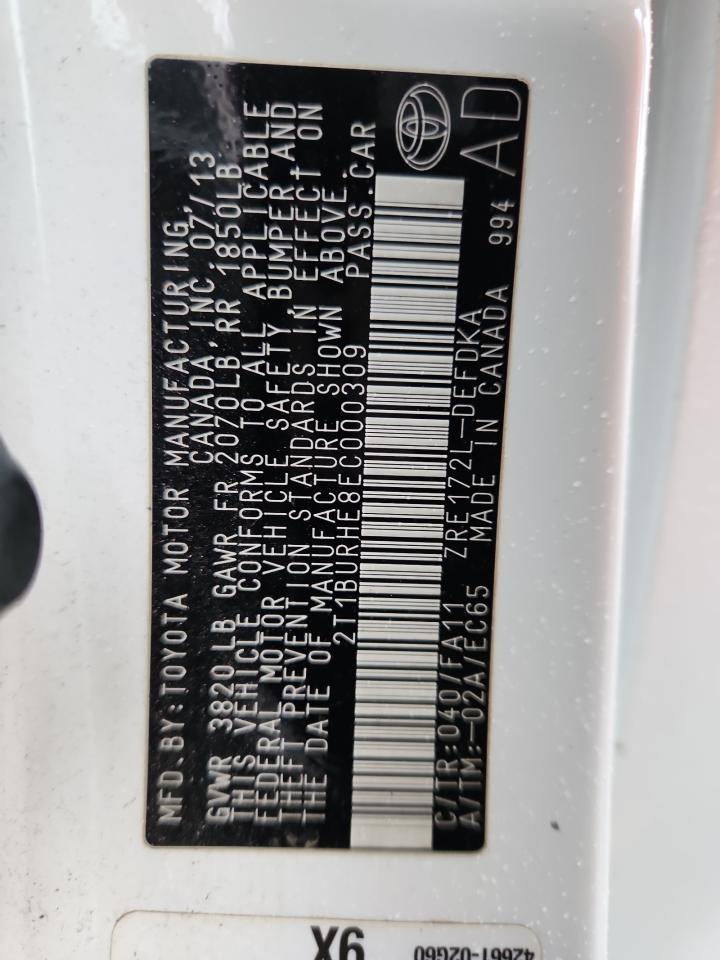 MFD.BY:TOYOTA MOTOR MANUFACTURING
CANADA,INC. 07/13
GVWR 3820LB GAWR FR 2070LB,RR 1850LB
THIS VEHICLE CONFORMS TO ALL APPLICABLE
FEDERAL MOTOR VEHICLE SAFETY,BUMPER,AND
THEFT PREVENTION STANDARDS IN EFFECT ON
THE DATE OF MANUFACTURE SHOWN ABOVE.
2T1BURHE8EC000309 PASS.CAR
C/TR:040/FA11 ZRE172L-DEFDKA
A/TM:-02A/EC65 MADE IN CANADA 994
AD
9X
42661-02G60